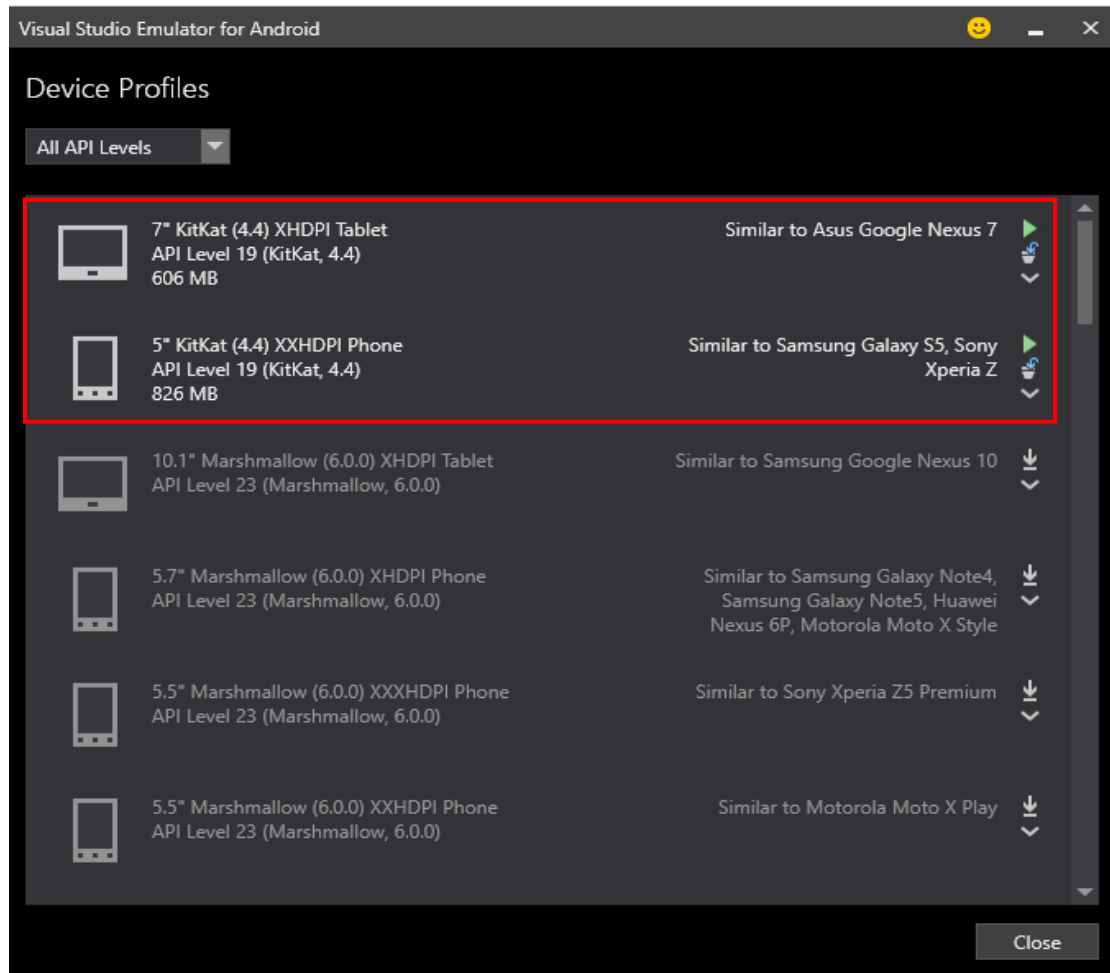 Visual Studio Emulator for Android
Device Profiles
All API Levels
7" KitKat (4.4) XHDPI Tablet
API Level 19 (KitKat, 4.4)
606 MB
Similar to Asus Google Nexus 7
5" KitKat (4.4) XXHDPI Phone
API Level 19 (KitKat, 4.4)
826 MB
Similar to Samsung Galaxy S5, Sony
Xperia Z
10.1" Marshmallow (6.0.0) XHDPI Tablet
API Level 23 (Marshmallow, 6.0.0)
Similar to Samsung Google Nexus 10
5.7" Marshmallow (6.0.0) XHDPI Phone
API Level 23 (Marshmallow, 6.0.0)
Similar to Samsung Galaxy Note4,
Samsung Galaxy Note5, Huawei
Nexus 6P, Motorola Moto X Style
5.5" Marshmallow (6.0.0) XXXHDPI Phone
API Level 23 (Marshmallow, 6.0.0)
Similar to Sony Xperia Z5 Premium
5.5" Marshmallow (6.0.0) XXHDPI Phone
API Level 23 (Marshmallow, 6.0.0)
Similar to Motorola Moto X Play
Close